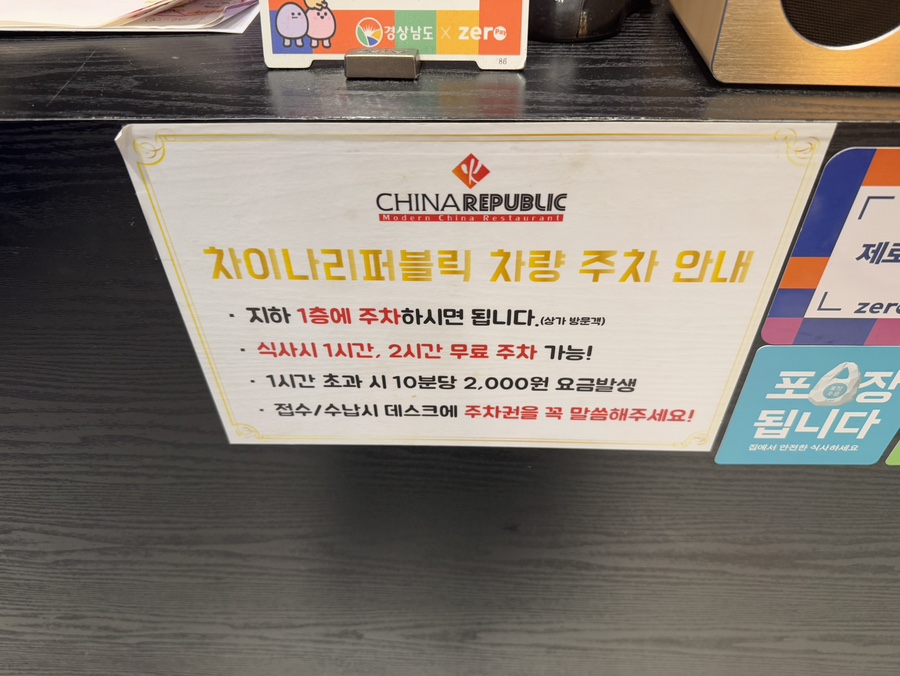 경상남도 × zero Pay
'86
CHINA REPUBLIC
Modern China Restaurant
차이나리퍼블릭 차량 주차 안내
· 지하 1층에 주차하시면 됩니다.(상가 방문객)
· 식사시 1시간, 2시간 무료 주차 가능!
· 1시간 초과 시 10분당 2,000원 요금발생
· 접수/수납시 데스크에 주차권을 꼭 말씀해주세요!
제로
zero
포장
됩니다
집에서 안전한 식사하세요